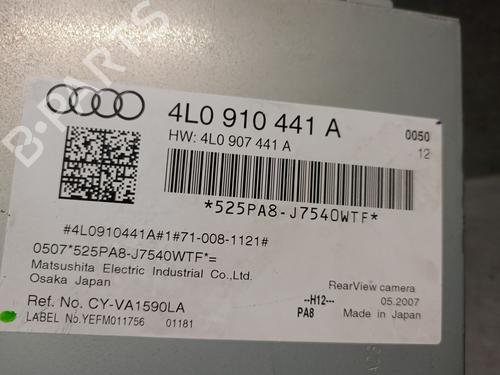 B-PARTS
4L0 910 441 A
HW: 4L0 907 441 A
0050
12
*525PA8-J7540WTF*
#4L0910441A#1#71-008-1121#
0507*525PA8-J7540WTF*=
Matsushita Electric Industrial Co.,Ltd.
Osaka Japan
Ref. No. CY-VA1590LA
LABEL No.YEFM011756 01181
RearView camera
--H12--- 05.2007
PA8 Made in Japan